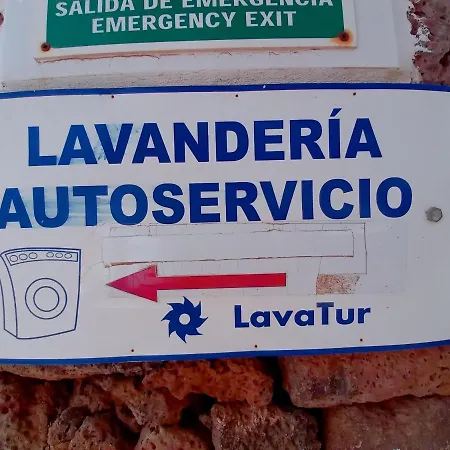 SALIDA DE EMERGENCIA
EMERGENCY EXIT
LAVANDERÍA
AUTOSERVICIO
LavaTur